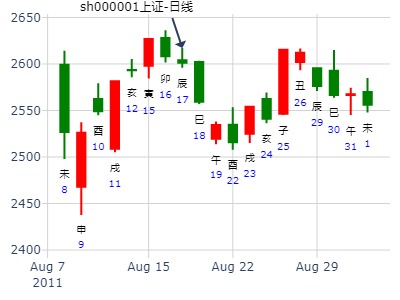 sh000001上证-日线
2650
2600
2550
2500
2450
2400
未
8
申
9
酉
10
戌
11
亥
12
寅
15
卯
16
辰
17
巳
18
午
19
酉
22
戌
23
亥
24
子
25
丑
26
辰
29
巳
30
午
31
未
1
Aug 7
2011
Aug 15
Aug 22
Aug 29